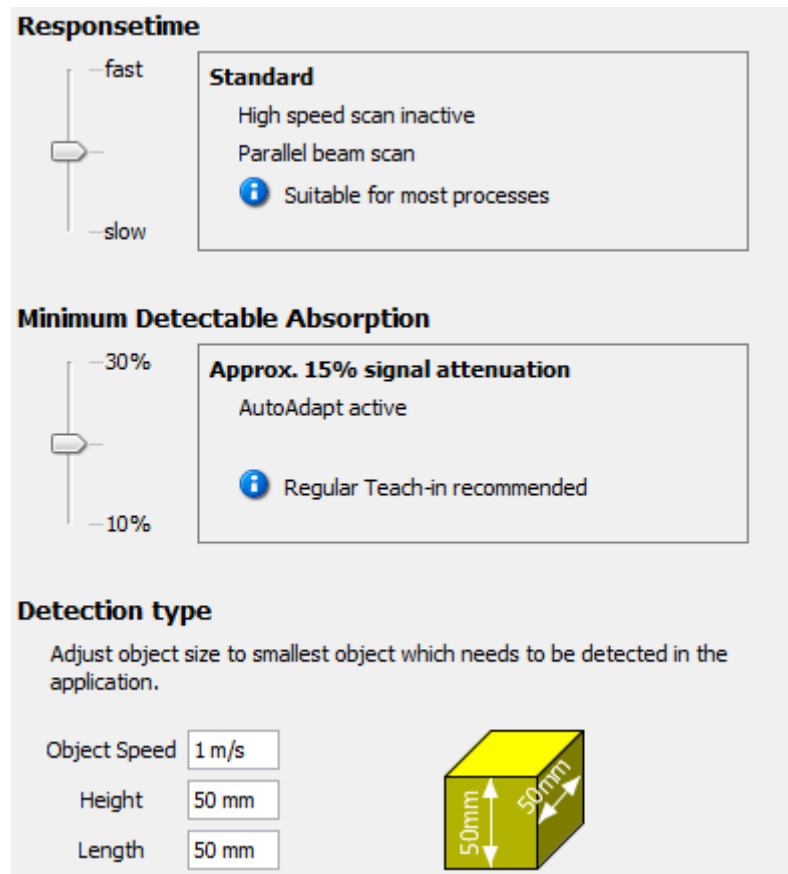 Responsetime
fast
Standard
High speed scan inactive
Parallel beam scan
Suitable for most processes
slow
Minimum Detectable Absorption
30%
Approx. 15% signal attenuation
AutoAdapt active
Regular Teach-in recommended
10%
Detection type
Adjust object size to smallest object which needs to be detected in the
application.
Object Speed 1 m/s
Height 50 mm
Length 50 mm
50mm
50mm